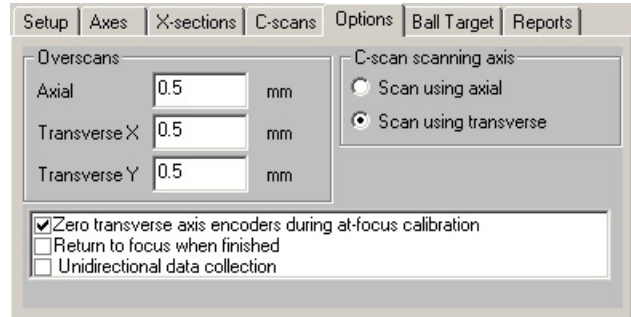 Setup Axes X-sections C-scans Options Ball Target Reports
Overscans
Axial 0.5 mm
Transverse X 0.5 mm
Transverse Y 0.5 mm
C-scan scanning axis
Scan using axial
Scan using transverse
Zero transverse axis encoders during at-focus calibration
Return to focus when finished
Unidirectional data collection